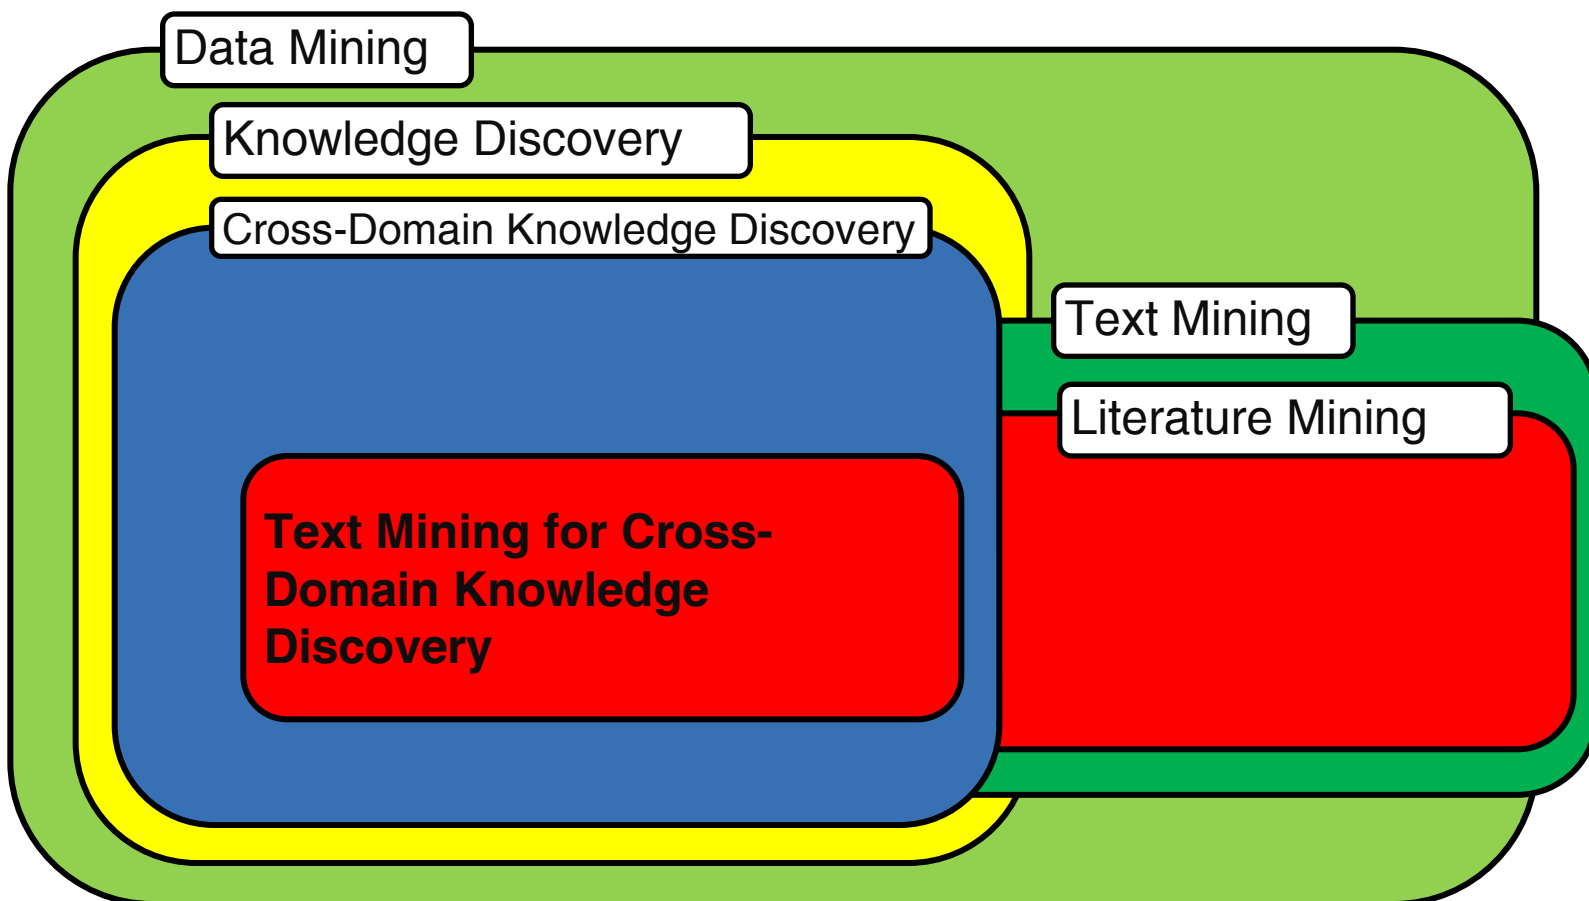 Data Mining
Knowledge Discovery
Cross-Domain Knowledge Discovery
Text Mining
Literature Mining
Text Mining for Cross-
Domain Knowledge
Discovery